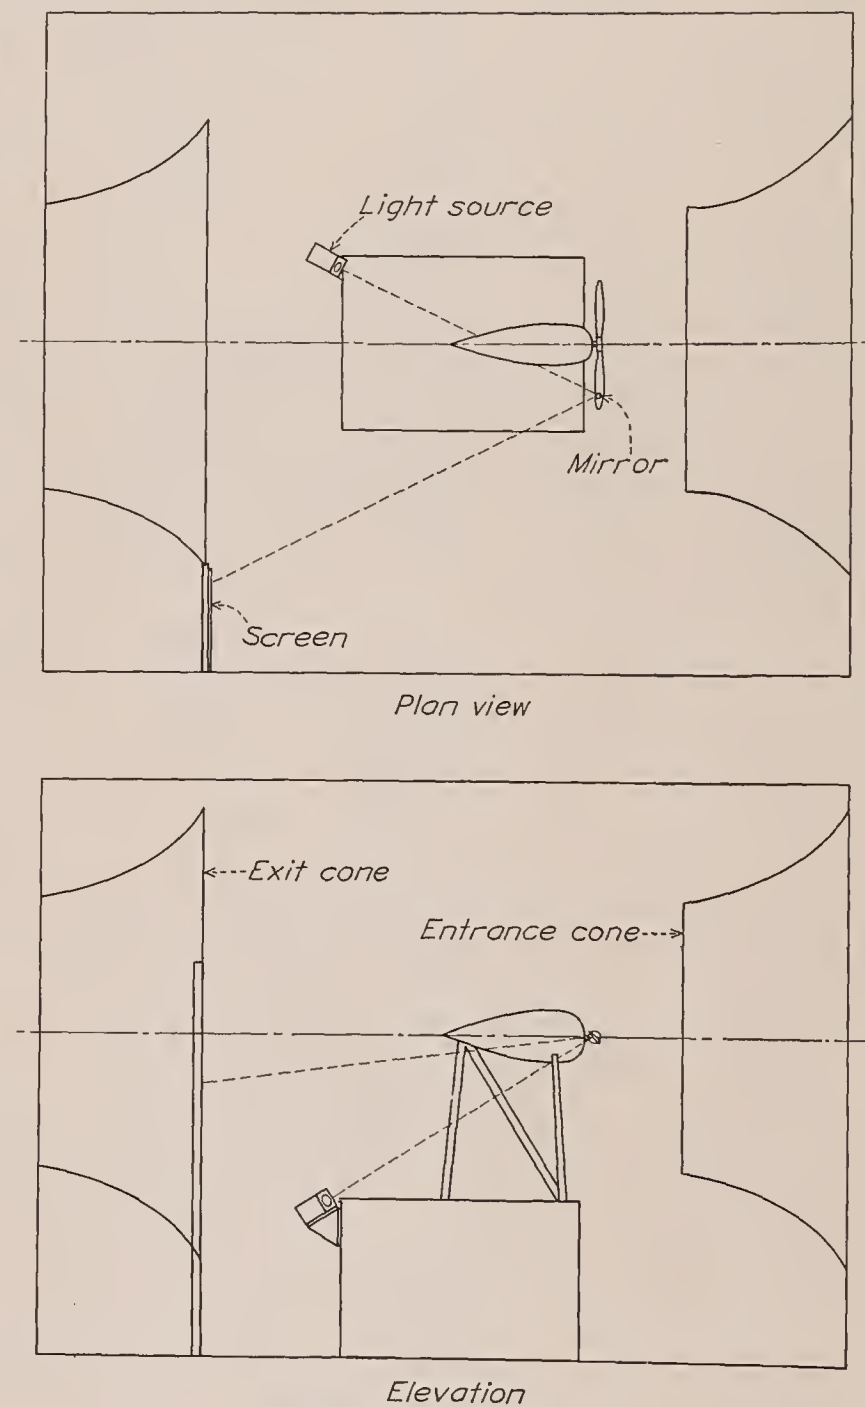 Light source
Mirror
Screen
Plan view
Exit cone
Entrance cone
Elevation